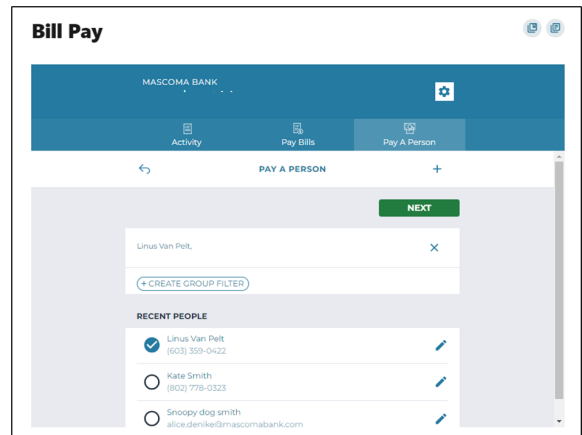 Bill Pay
MASCOMA BANK
Activity
Pay Bills
Pay A Person
PAY A PERSON
NEXT
Linus Van Pelt,
+ CREATE GROUP FILTER
RECENT PEOPLE
Linus Van Pelt
(603) 359-0422
Kate Smith
(802) 778-0323
Snoopy dog smith
alice.denike@mascomabank.com